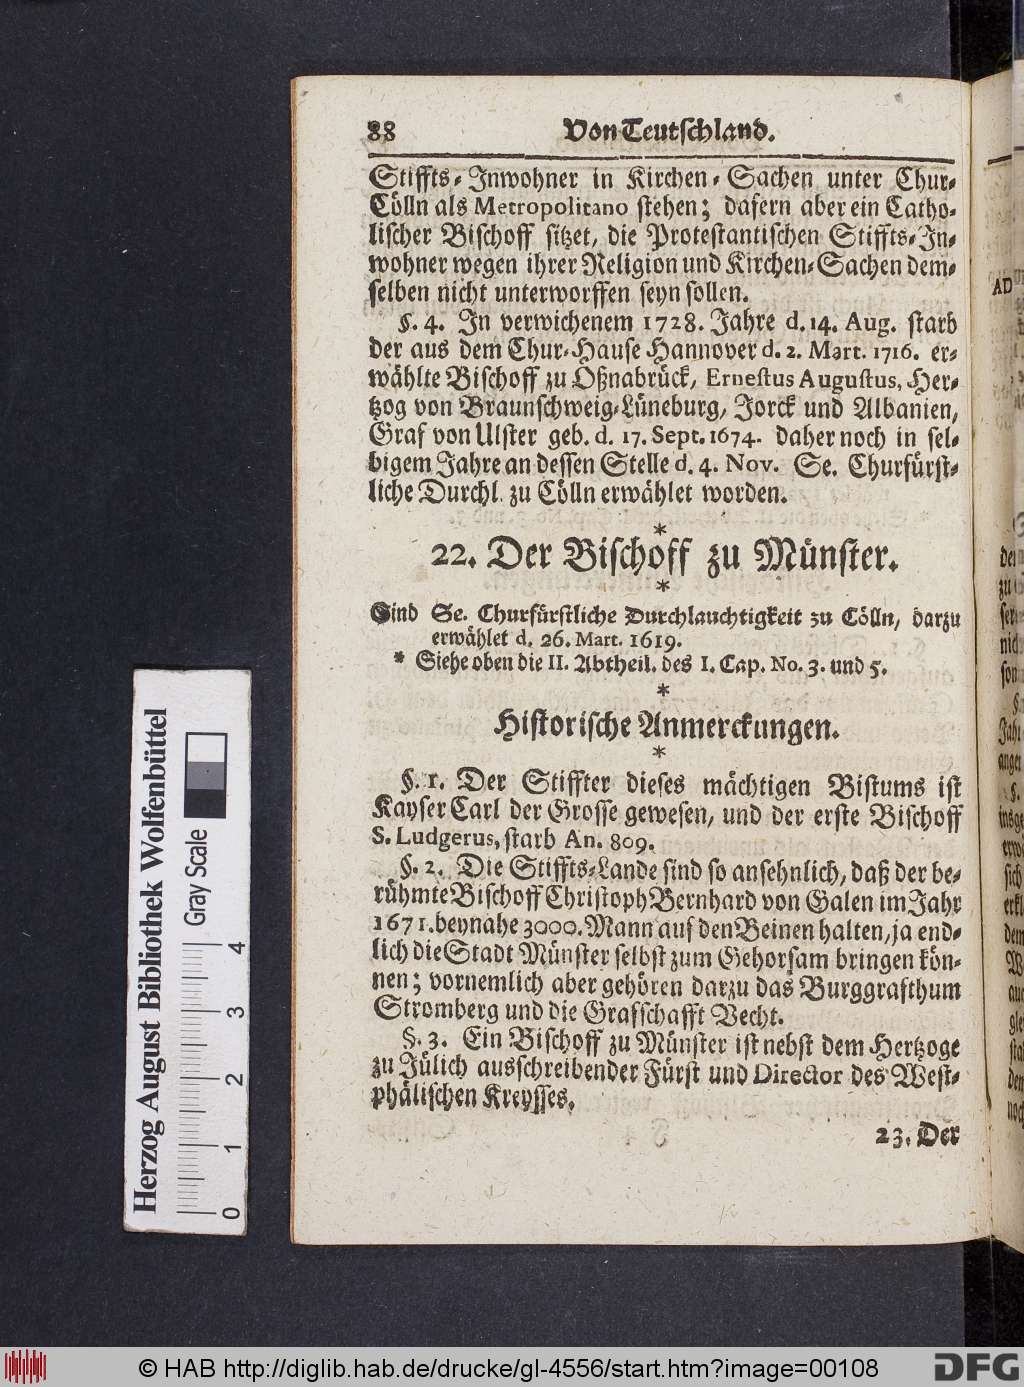 88 Von Teutschland.
Stiffts-Inwohner in Kirchen-Sachen unter Chur-
Cölln als Metropolitano stehen; dafern aber ein Catho-
lischer Bischoff sitzet, die Protestantischen Stiffts-In-
wohner wegen ihrer Religion und Kirchen-Sachen dem-
selben nicht unterworffen seyn sollen.
§. 4. In verwichenem 1728. Jahre d. 14. Aug. starb
der aus dem Chur-Hause Hannover d. 2. Mart. 1716. er-
wählte Bischoff zu Oßnabrück, Ernestus Augustus, Her-
tzog von Braunschweig-Lüneburg, Jorck und Albanien,
Graf von Ulster geb. d. 17. Sept. 1674. daher noch in sel-
bigem Jahre an dessen Stelle d. 4. Nov. Se. Churfürst-
liche Durchl. zu Cölln erwählet worden.
*
22. Der Bischoff zu Münster.
*
Sind Se. Churfürstliche Durchlauchtigkeit zu Cölln, darzu
erwählet d. 26. Mart. 1619.
* Siehe oben die II. Abtheil. des I. Cap. No. 3. und 5.
*
Historische Anmerckungen.
*
§. 1. Der Stiffter dieses mächtigen Bistums ist
Kayser Carl der Grosse gewesen, und der erste Bischoff
S. Ludgerus, starb An. 809.
§. 2. Die Stiffts-Lande sind so ansehnlich, daß der be-
rühmte Bischoff Christoph Bernhard von Galen im Jahr
1671. beynahe 3000. Mann auf den Beinen halten, ja end-
lich die Stadt Münster selbst zum Gehorsam bringen kön-
nen; vornemlich aber gehören darzu das Burggrafthum
Stromberg und die Grafschafft Vecht.
§. 3. Ein Bischoff zu Münster ist nebst dem Hertzoge
zu Jülich ausschreibender Fürst und Director des West-
phälischen Kreysses.
23. Der
AD
Herzog August Bibliothek Wolfenbüttel
Gray Scale
0 1 2 3 4
© HAB http://diglib.hab.de/drucke/gl-4556/start.htm?image=00108
DFG